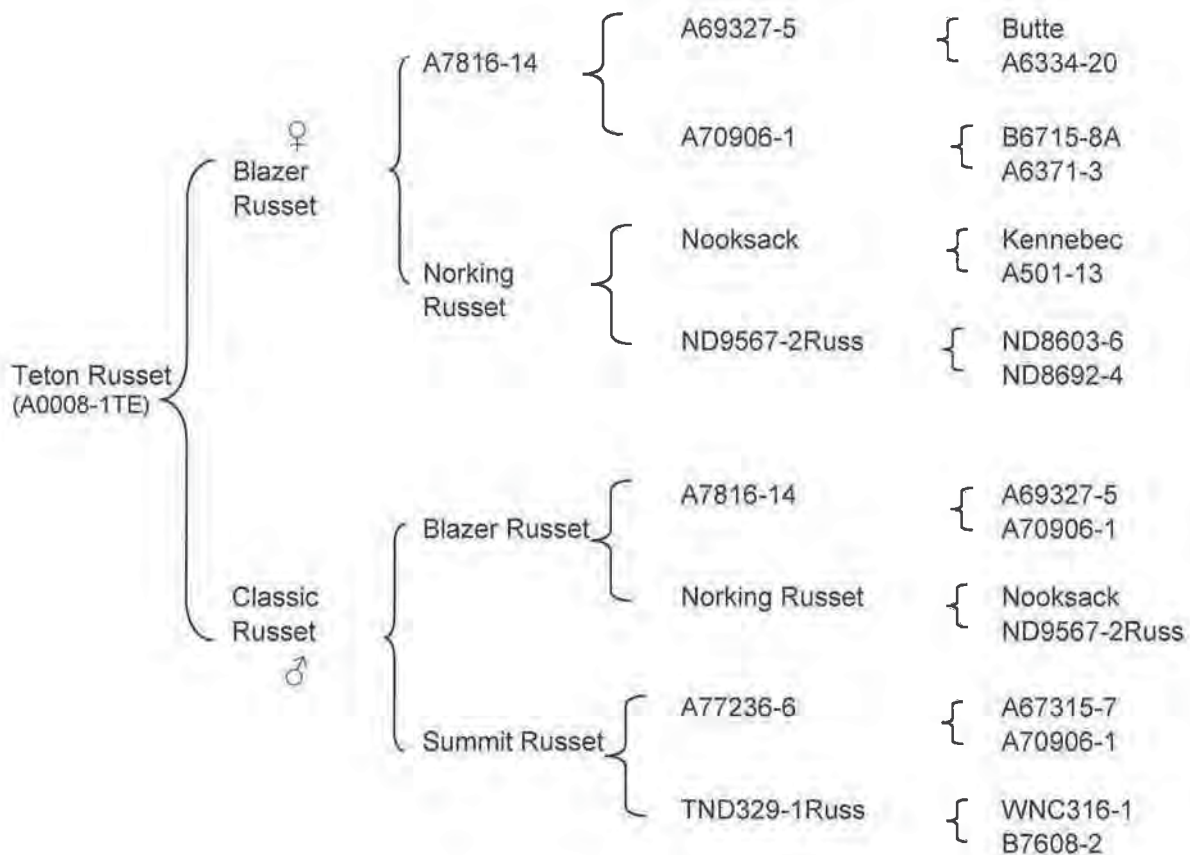 A69327-5
Butte
A6334-20
A7816-14
A70906-1
B6715-8A
A6371-3
♀
Blazer
Russet
Nooksack
Kennebec
A501-13
Norking
Russet
ND9567-2Russ
ND8603-6
ND8692-4
Teton Russet
(A0008-1TE)
A7816-14
A69327-5
A70906-1
Blazer Russet
Classic
Russet
♂
Norking Russet
Nooksack
ND9567-2Russ
A77236-6
A67315-7
A70906-1
Summit Russet
TND329-1Russ
WNC316-1
B7608-2